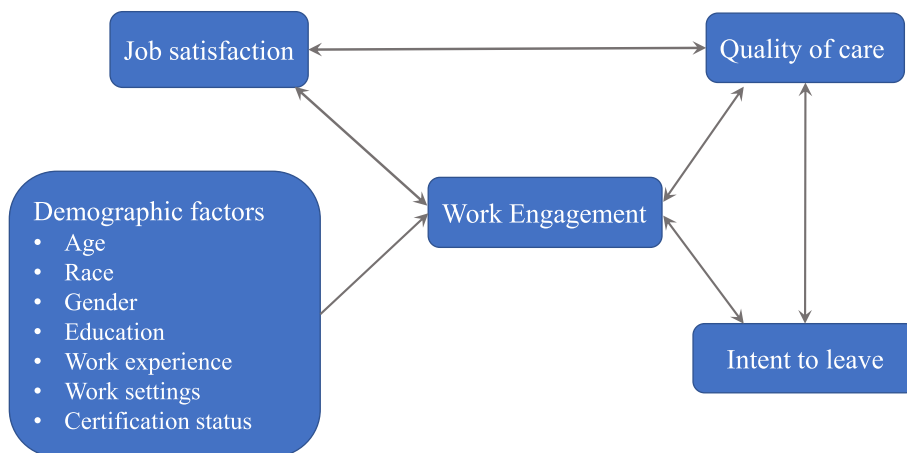 Job satisfaction
Quality of care
Work Engagement
Demographic factors
• Age
• Race
• Gender
• Education
• Work experience
• Work settings
• Certification status
Intent to leave